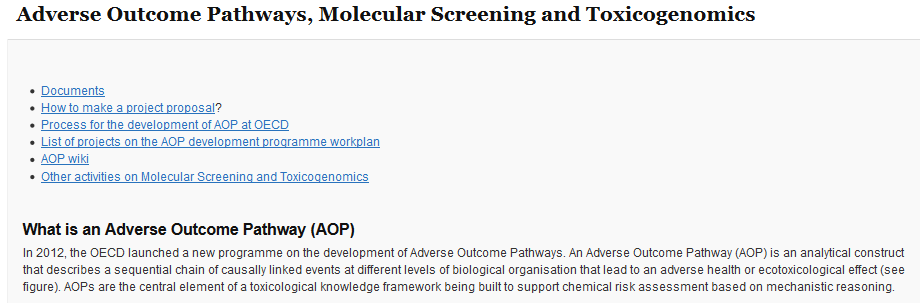 Adverse Outcome Pathways, Molecular Screening and Toxicogenomics
• Documents
• How to make a project proposal?
• Process for the development of AOP at OECD
• List of projects on the AOP development programme workplan
• AOP wiki
• Other activities on Molecular Screening and Toxicogenomics
What is an Adverse Outcome Pathway (AOP)
In 2012, the OECD launched a new programme on the development of Adverse Outcome Pathways. An Adverse Outcome Pathway (AOP) is an analytical construct
that describes a sequential chain of causally linked events at different levels of biological organisation that lead to an adverse health or ecotoxicological effect (see
figure). AOPs are the central element of a toxicological knowledge framework being built to support chemical risk assessment based on mechanistic reasoning.